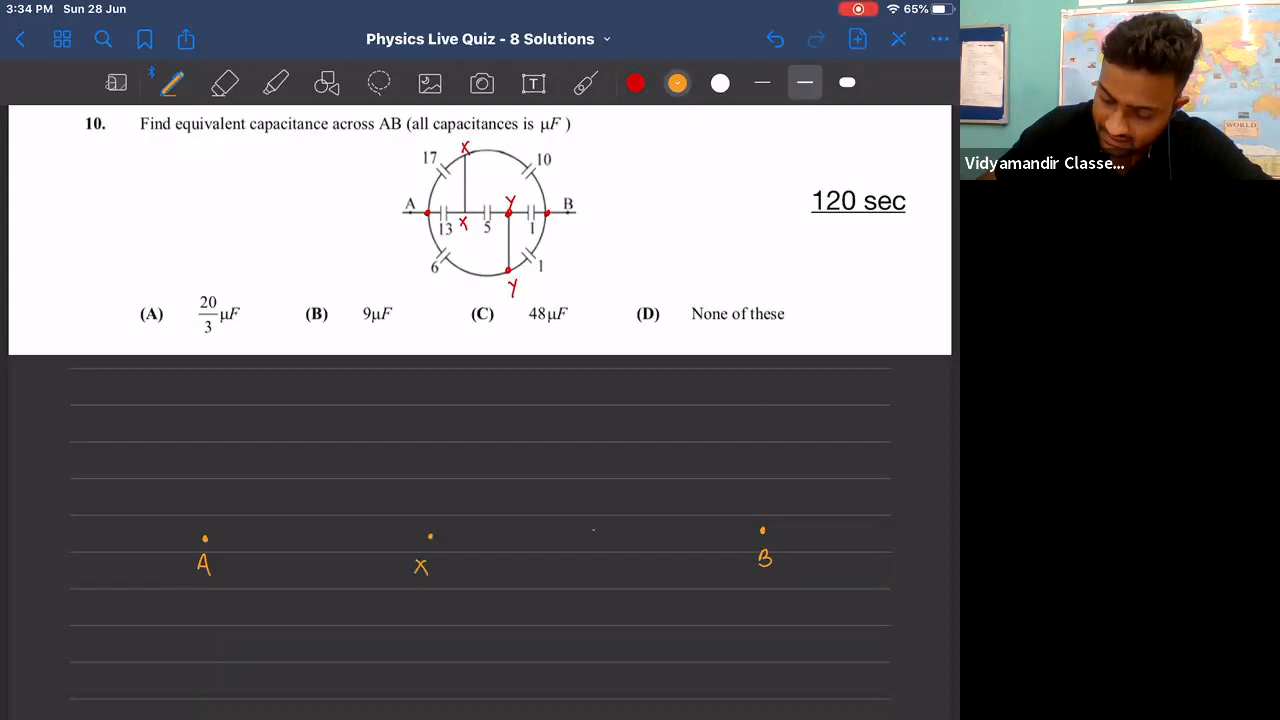 3:34 PM Sun 28 Jun
65%
Physics Live Quiz - 8 Solutions
10. Find equivalent capacitance across AB (all capacitances is μF )
X
17 10
A Y B
13 X 5 1
6 1
Y
120 sec
(A) 20/3 μF (B) 9μF (C) 48μF (D) None of these
A X B
Vidyamandir Classe...
WORLD